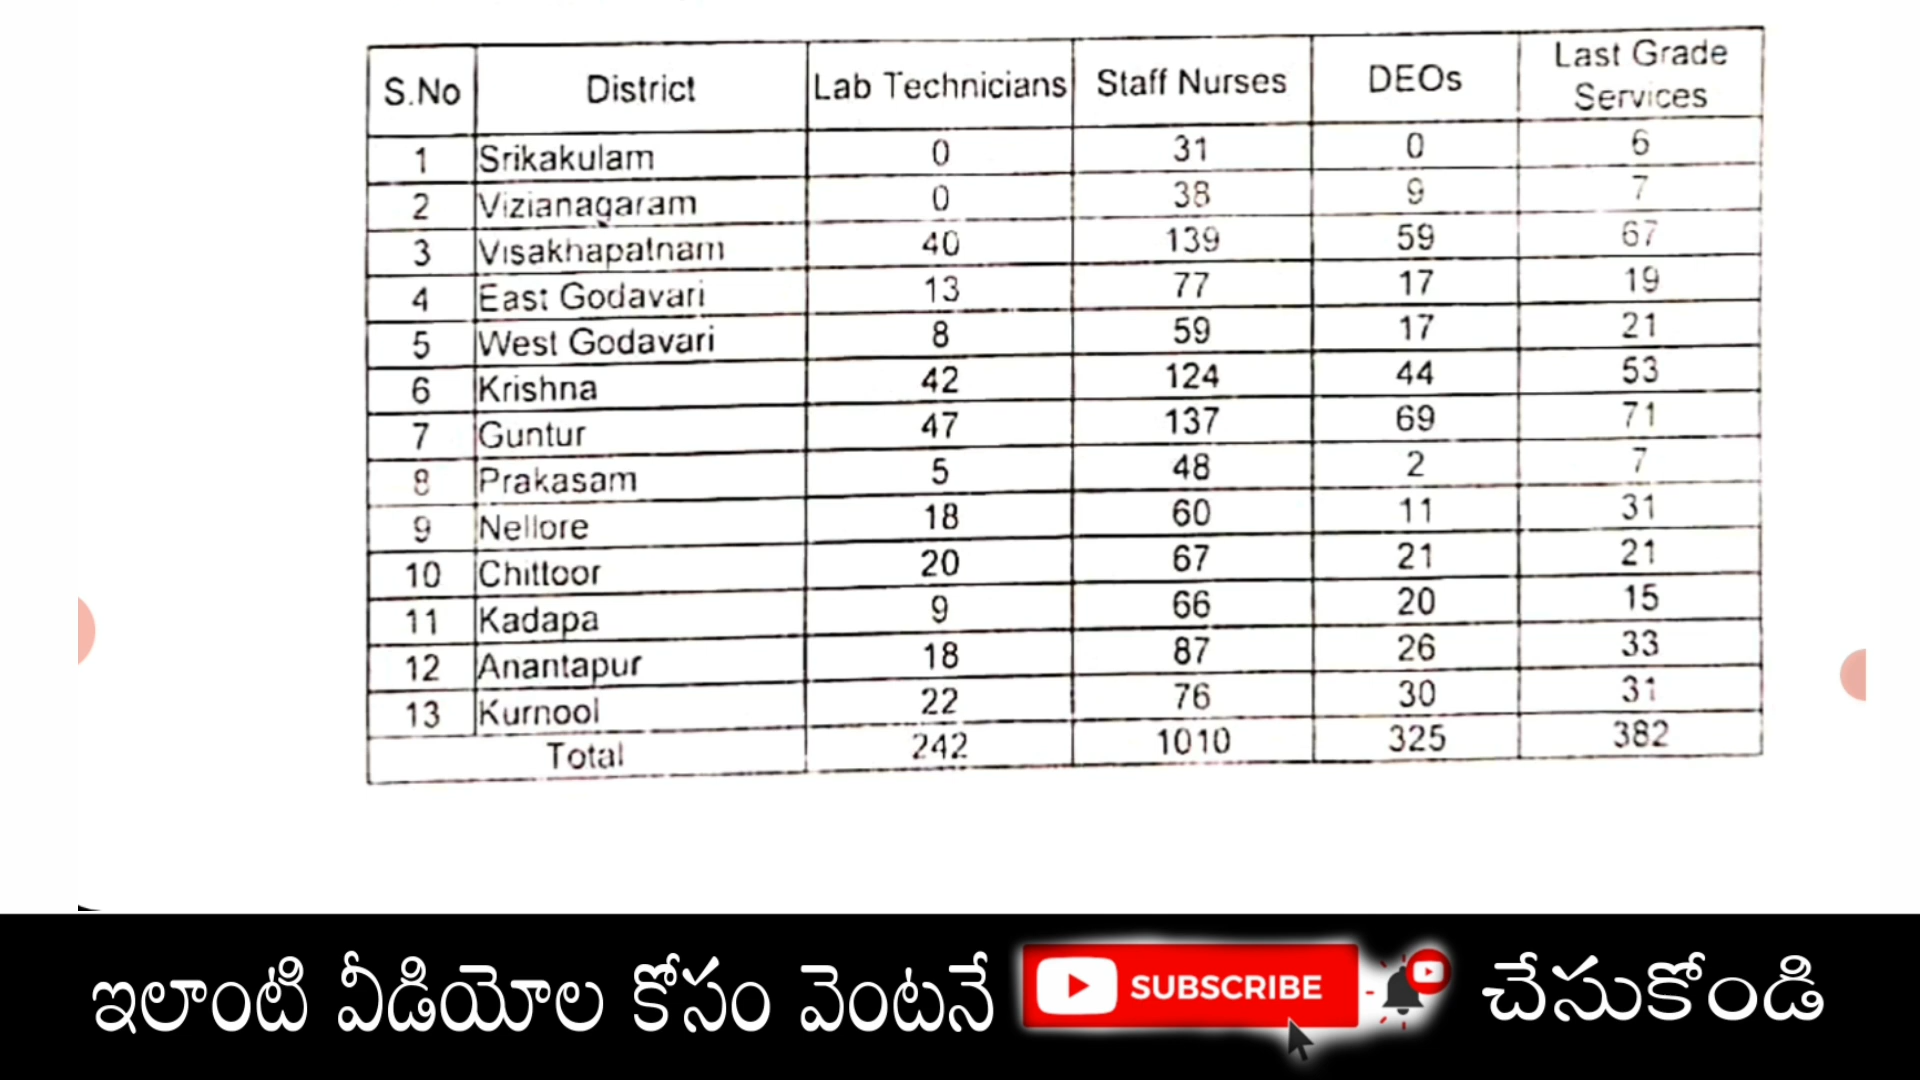 S.No District Lab Technicians Staff Nurses DEOs Last Grade Services
1 Srikakulam 0 31 0 6
2 Vizianagaram 0 38 9 7
3 Visakhapatnam 40 139 59 67
4 East Godavari 13 77 17 19
5 West Godavari 8 59 17 21
6 Krishna 42 124 44 53
7 Guntur 47 137 69 71
8 Prakasam 5 48 2 7
9 Nellore 18 60 11 31
10 Chittoor 20 67 21 21
11 Kadapa 9 66 20 15
12 Anantapur 18 87 26 33
13 Kurnool 22 76 30 31
Total 242 1010 325 382
ఇలాంటి వీడియోల కోసం వెంటనే SUBSCRIBE చేసుకోండి